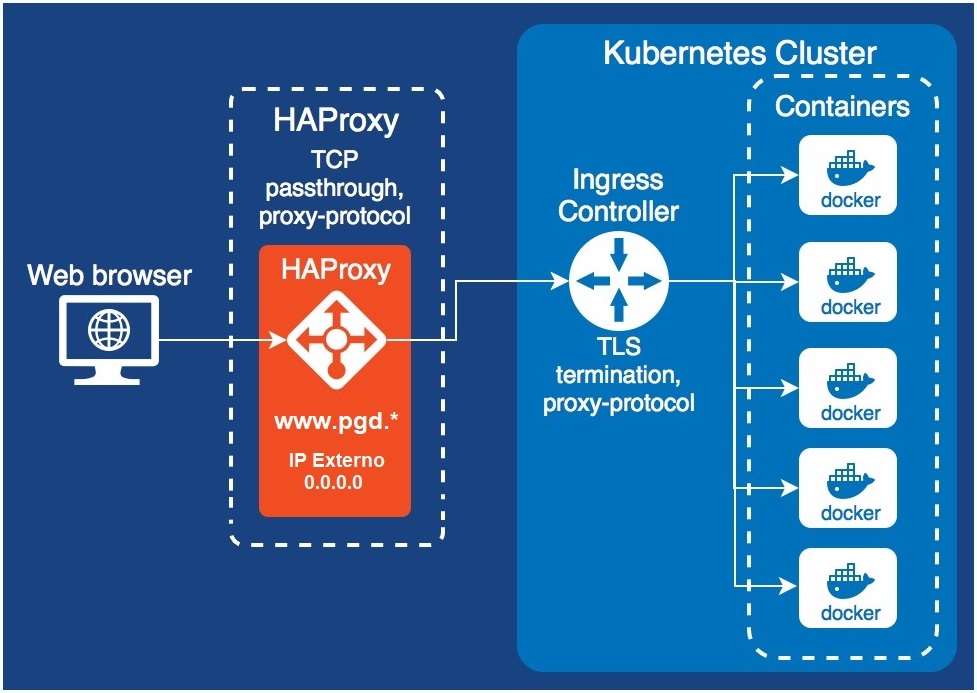 Kubernetes Cluster
HAProxy
TCP
passthrough,
proxy-protocol
HAProxy
www.pgd.*
IP Externo
0.0.0.0
Web browser
Ingress
Controller
TLS
termination,
proxy-protocol
Containers
docker
docker
docker
docker
docker